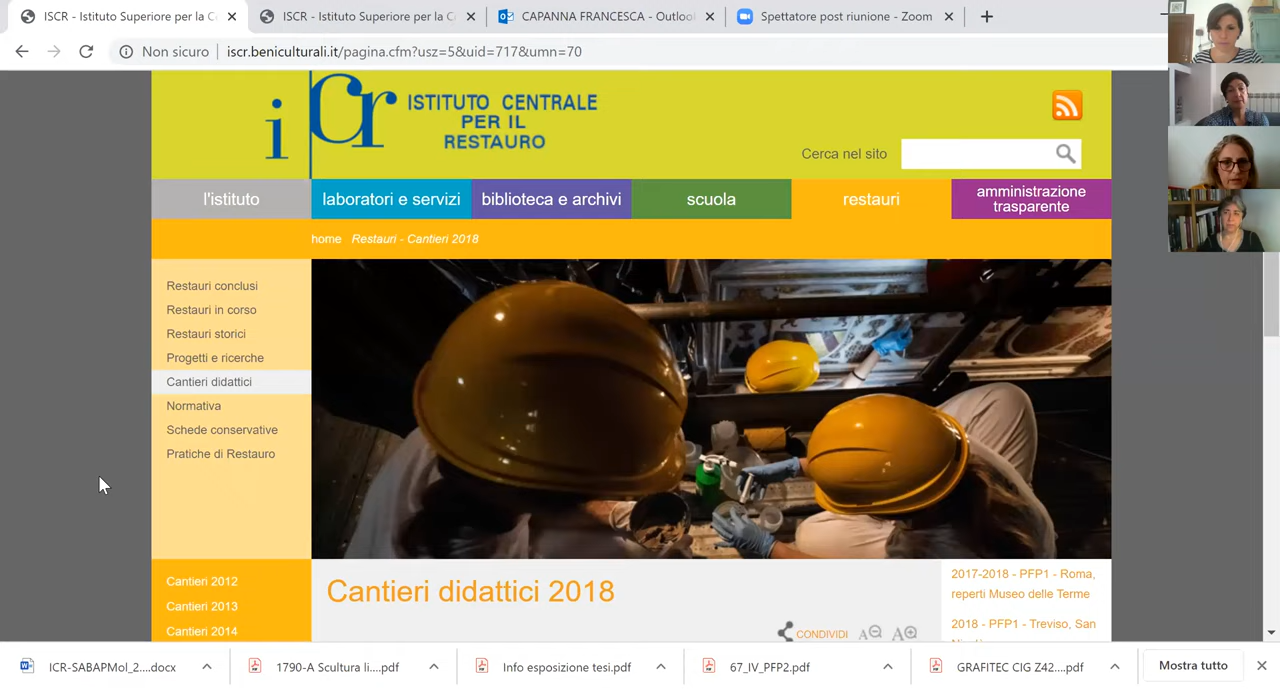 ISCR - Istituto Superiore per la C
ISCR - Istituto Superiore per la C
CAPANNA FRANCESCA - Outloo
Spettatore post riunione - Zoom
Non sicuro
iscr.beniculturali.it/pagina.cfm?usz=5&uid=717&umn=70
icr
ISTITUTO CENTRALE
PER IL
RESTAURO
Cerca nel sito
l'istituto
laboratori e servizi
biblioteca e archivi
scuola
restauri
amministrazione
trasparente
home
Restauri - Cantieri 2018
Restauri conclusi
Restauri in corso
Restauri storici
Progetti e ricerche
Cantieri didattici
Normativa
Schede conservative
Pratiche di Restauro
Cantieri 2012
Cantieri 2013
Cantieri 2014
Cantieri didattici 2018
CONDIVIDI
A
A
2017-2018 - PFP1 - Roma,
reperti Museo delle Terme
2018 - PFP1 - Treviso, San
ICR-SABAPMol_2....docx
1790-A Scultura li....pdf
Info esposizione tesi.pdf
67_IV_PFP2.pdf
GRAFITEC CIG Z42....pdf
Mostra tutto